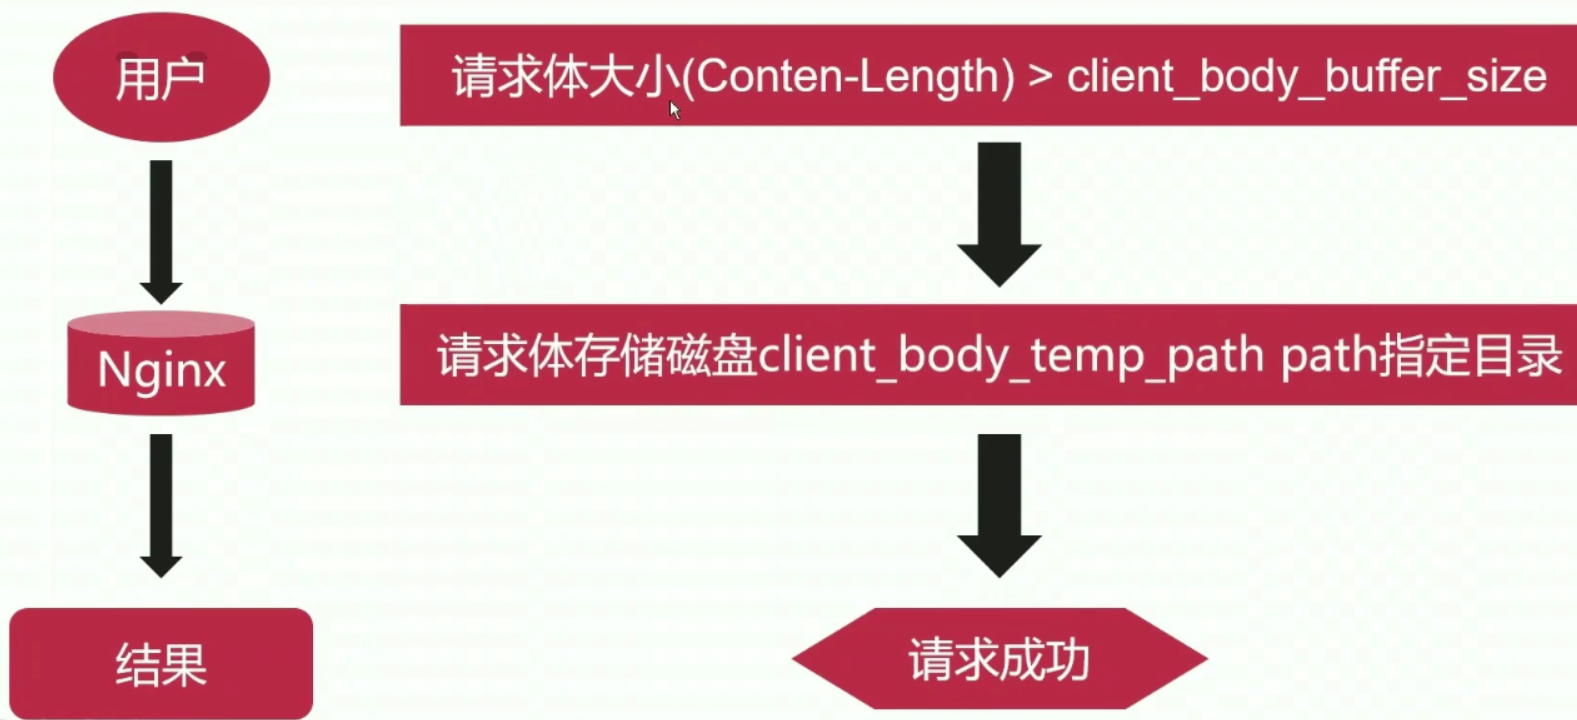 用户
请求体大小(Conten-Length) > client_body_buffer_size
Nginx
请求体存储磁盘client_body_temp_path path指定目录
结果
请求成功